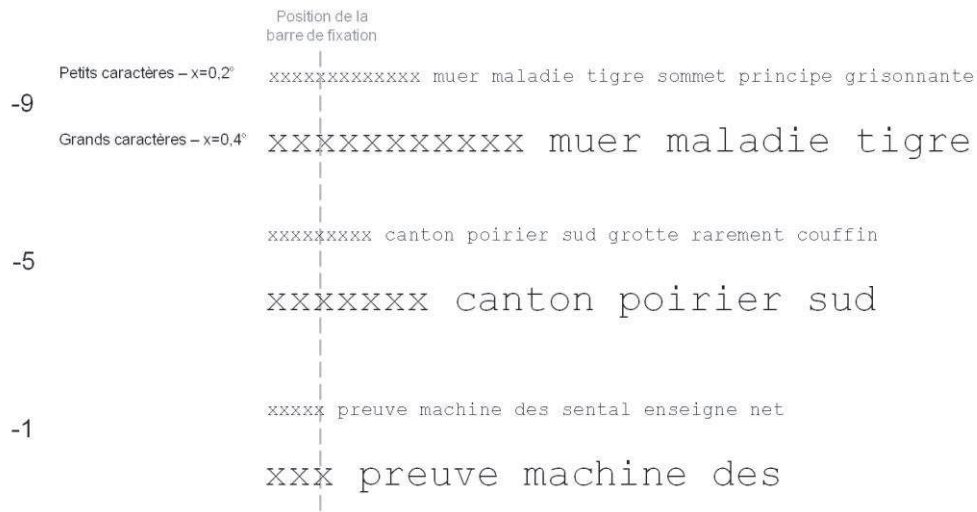 Position de la
barre de fixation
Petits caractères – x=0,2°
xxxxxxxxxxxxx muer maladie tigre sommet principe grisonnante
-9
Grands caractères – x=0,4°
xxxxxxxxxxx muer maladie tigre
xxxxxxxxx canton poirier sud grotte rarement couffin
-5
xxxxxxx canton poirier sud
xxxxx preuve machine des sental enseigne net
-1
xxx preuve machine des